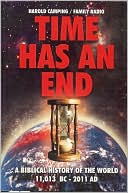 HAROLD CAMPING / FAMILY RADIO
TIME
HAS AN
END
A BIBLICAL HISTORY OF THE WORLD
11,013 BC - 2011 AD